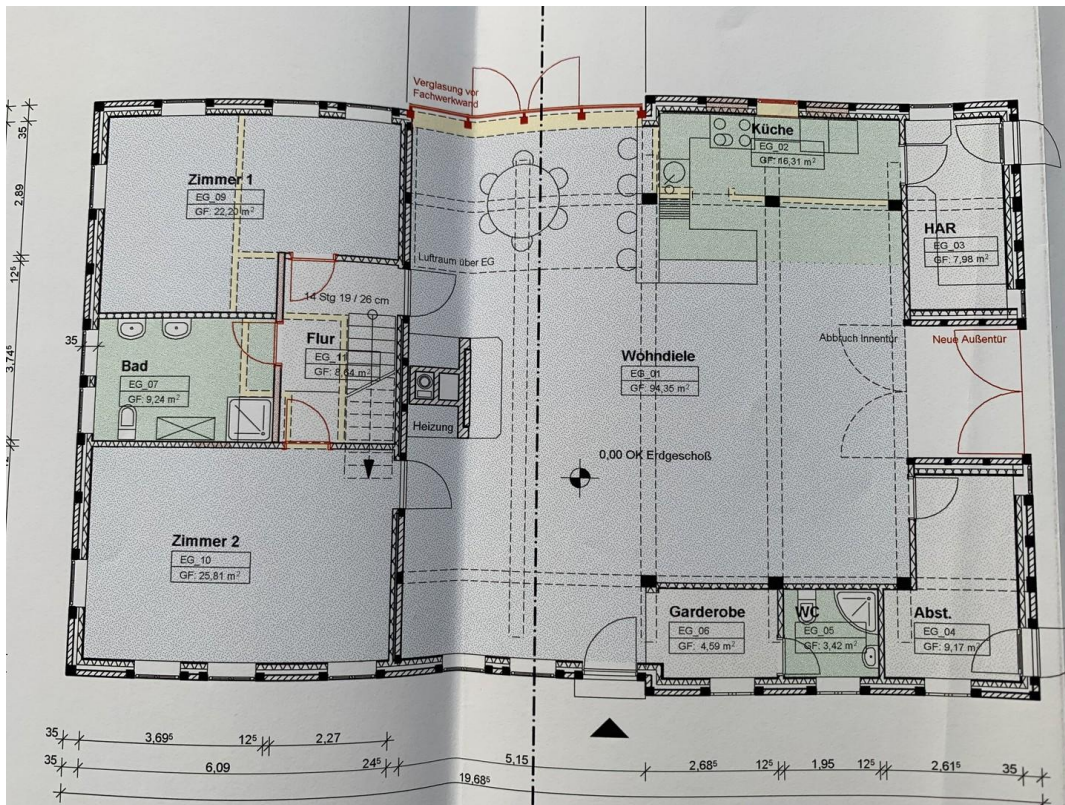 Verglasung vor
Fachwerkwand
Küche
EG_02
GF: 16,31 m²
35
Zimmer 1
EG_09
GF: 22,20 m²
2,89
HAR
EG_03
GF: 7,98 m²
Luftraum über EG
12⁵
14 Stg 19 / 26 cm
35
Flur
EG_11
GF: 8,64 m²
Abbruch Innentür
Neue Außentür
Wohndiele
EG_01
GF: 94,35 m²
3,74⁵
Bad
EG_07
GF: 9,24 m²
Heizung
0,00 OK Erdgeschoß
Zimmer 2
EG_10
GF: 25,81 m²
Garderobe
EG_06
GF: 4,59 m²
WC
EG_05
GF: 3,42 m²
Abst.
EG_04
GF: 9,17 m²
35 3,69⁵ 12⁵ 2,27
35 6,09 24⁵ 5,15 2,68⁵ 12⁵ 1,95 12⁵ 2,61⁵ 35
19,68⁵